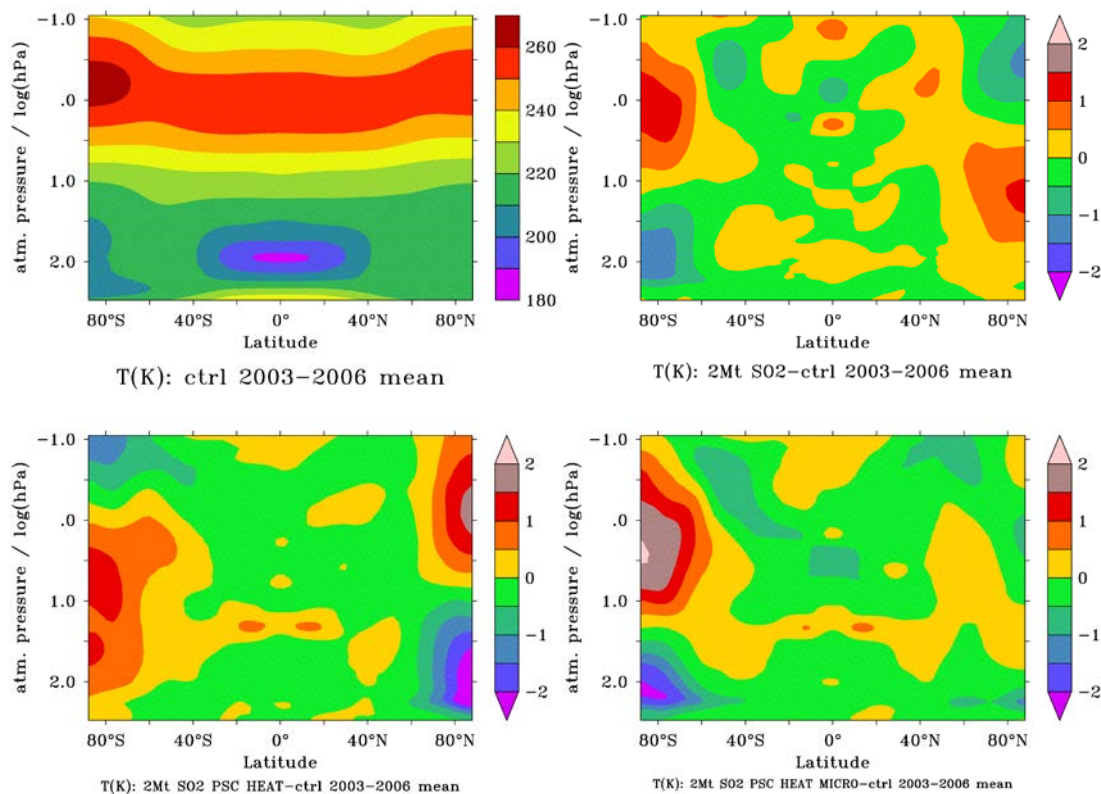 −1.0
.0
1.0
2.0
atm. pressure / log(hPa)
80°S 40°S 0° 40°N 80°N
Latitude
260
240
220
200
180
T(K): ctrl 2003−2006 mean
−1.0
.0
1.0
2.0
atm. pressure / log(hPa)
80°S 40°S 0° 40°N 80°N
Latitude
2
1
0
−1
−2
T(K): 2Mt SO2−ctrl 2003−2006 mean
−1.0
.0
1.0
2.0
atm. pressure / log(hPa)
80°S 40°S 0° 40°N 80°N
Latitude
2
1
0
−1
−2
T(K): 2Mt SO2 PSC HEAT−ctrl 2003−2006 mean
−1.0
.0
1.0
2.0
atm. pressure / log(hPa)
80°S 40°S 0° 40°N 80°N
Latitude
2
1
0
−1
−2
T(K): 2Mt SO2 PSC HEAT MICRO−ctrl 2003−2006 mean